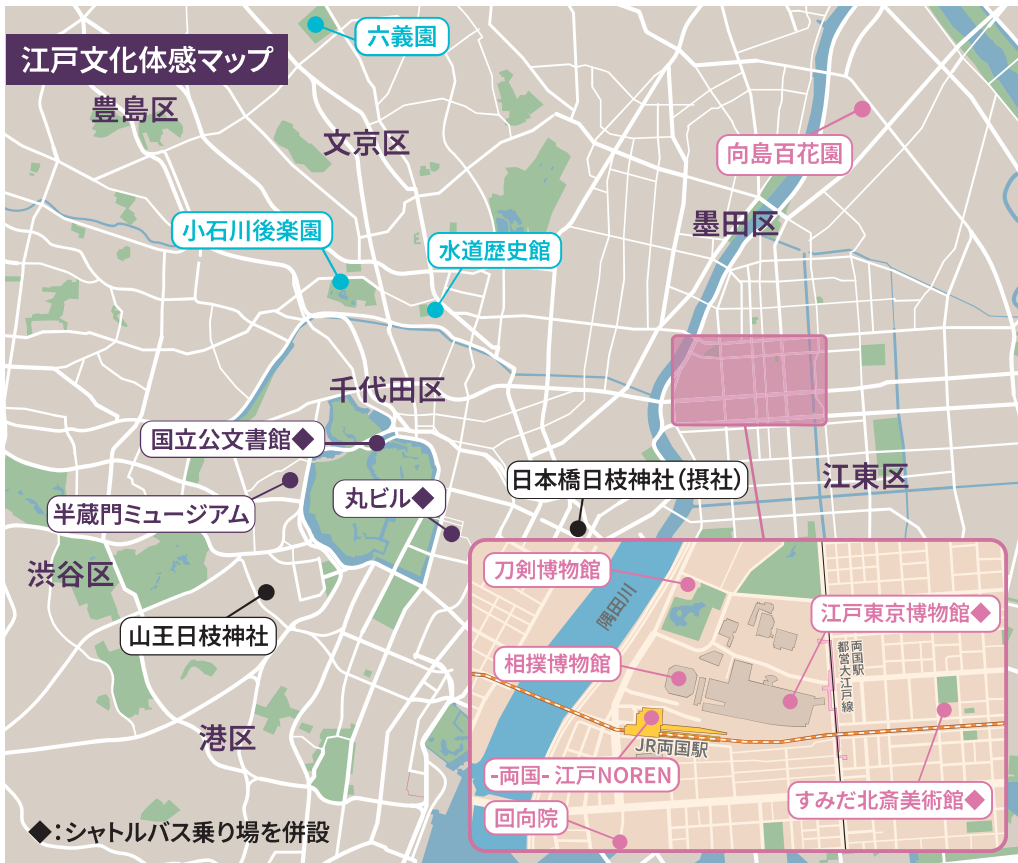 六義園
江戸文化体感マップ
豊島区
文京区
向島百花園
墨田区
小石川後楽園
水道歴史館
千代田区
国立公文書館◆
日本橋日枝神社（摂社）
江東区
半蔵門ミュージアム
丸ビル◆
渋谷区
山王日枝神社
港区
刀剣博物館
隅田川
江戸東京博物館◆
相撲博物館
両国駅
都営大江戸線
JR両国駅
-両国- 江戸NOREN
すみだ北斎美術館◆
回向院
◆：シャトルバス乗り場を併設